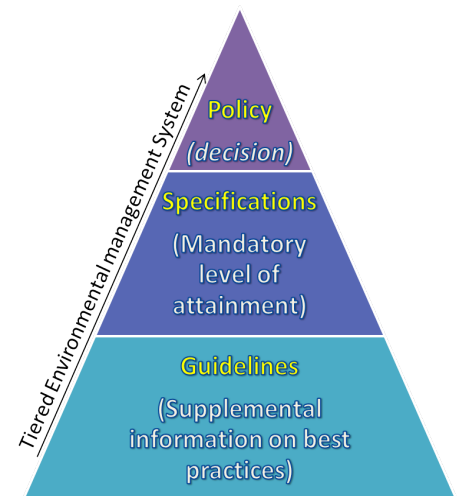 Tiered Environmental management System
Policy
(decision)
Specifications
(Mandatory
level of
attainment)
Guidelines
(Supplemental
information on best
practices)